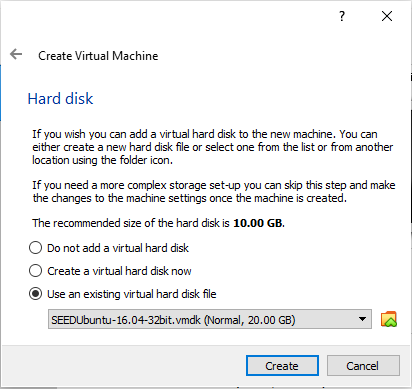 ?
Create Virtual Machine
Hard disk
If you wish you can add a virtual hard disk to the new machine. You can
either create a new hard disk file or select one from the list or from another
location using the folder icon.
If you need a more complex storage set-up you can skip this step and make
the changes to the machine settings once the machine is created.
The recommended size of the hard disk is 10.00 GB.
Do not add a virtual hard disk
Create a virtual hard disk now
Use an existing virtual hard disk file
SEEDUbuntu-16.04-32bit.vmdk (Normal, 20.00 GB)
Create
Cancel